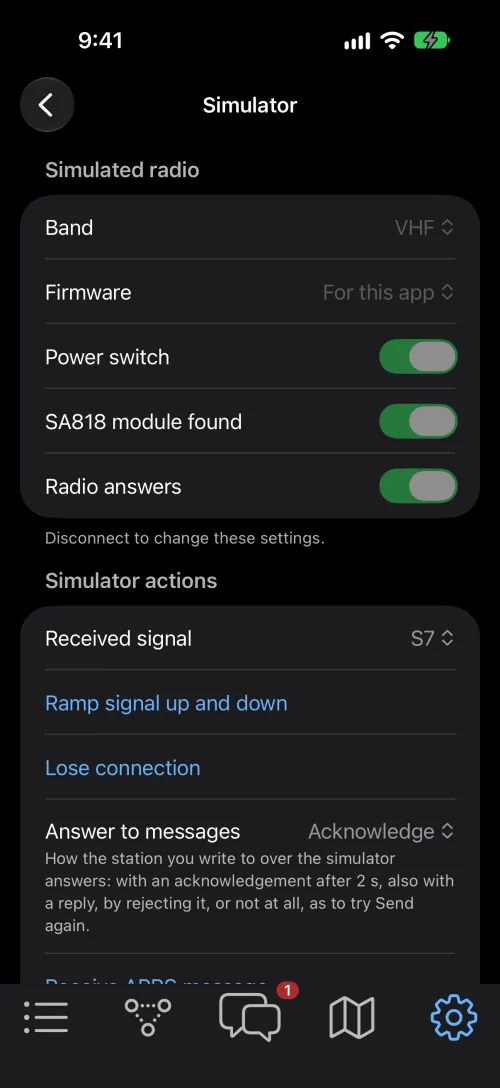 9:41
Simulator
Simulated radio
Band
VHF
Firmware
For this app
Power switch
SA818 module found
Radio answers
Disconnect to change these settings.
Simulator actions
Received signal
S7
Ramp signal up and down
Lose connection
Answer to messages
Acknowledge
How the station you write to over the simulator
answers: with an acknowledgement after 2 s, also with
a reply, by rejecting it, or not at all, as to try Send
again.
Receive APRS message
1